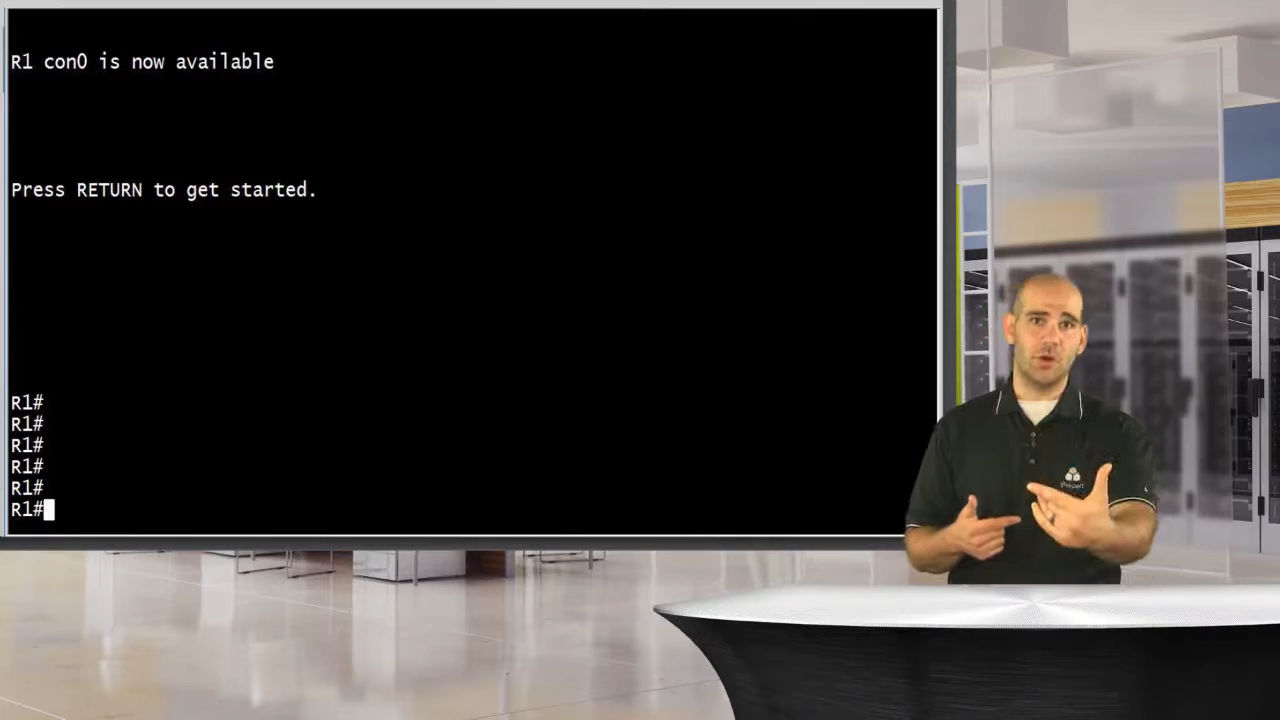 R1 con0 is now available
Press RETURN to get started.
R1#
R1#
R1#
R1#
R1#
R1#